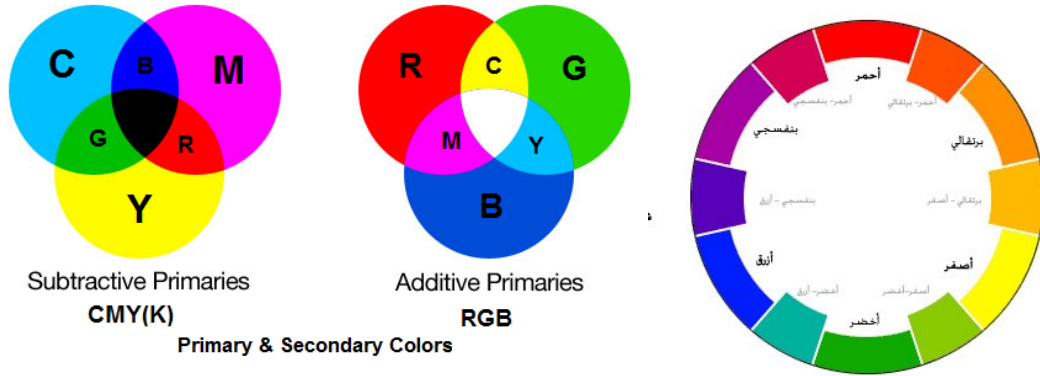 C
B
M
G
R
Y
Subtractive Primaries
CMY(K)
R
C
G
M
Y
B
Additive Primaries
RGB
Primary & Secondary Colors
أحمر
أحمر- بنفسجي
أحمر- برتقالي
بنفسجي
برتقالي
بنفسجي - أزرق
برتقالي - أصفر
أزرق
أصفر
أخضر- أزرق
أصفر-أخضر
أخضر